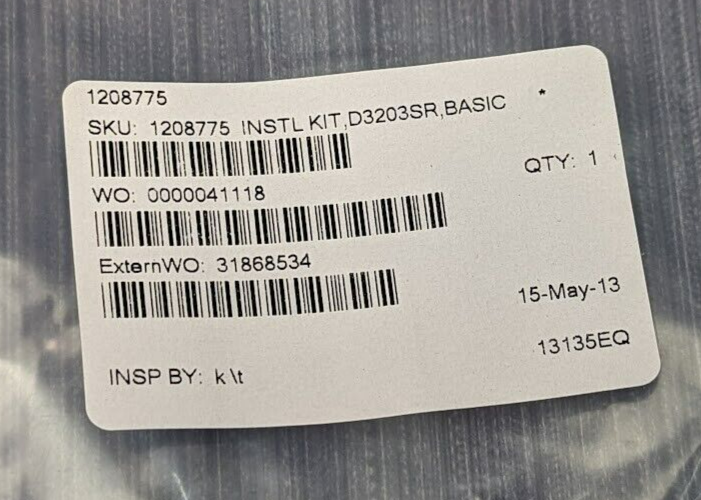 1208775
SKU: 1208775 INSTL KIT,D3203SR,BASIC *
QTY: 1
WO: 0000041118
ExternWO: 31868534
15-May-13
13135EQ
INSP BY: k\t